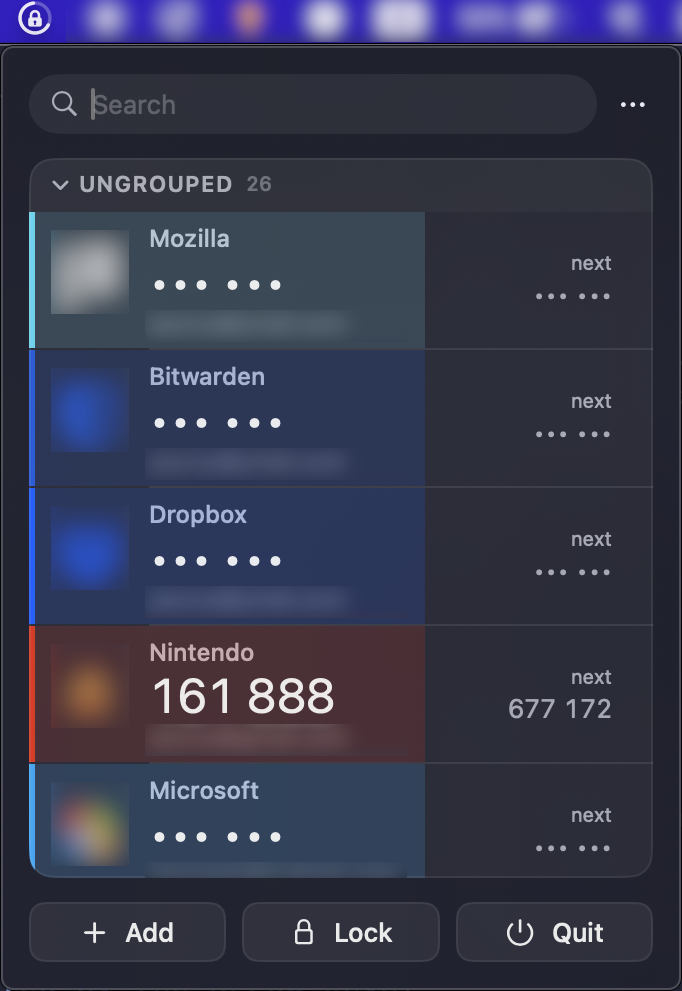 Search
UNGROUPED 26
Mozilla
••• •••
next
••• •••
Bitwarden
••• •••
next
••• •••
Dropbox
••• •••
next
••• •••
Nintendo
161 888
next
677 172
Microsoft
••• •••
next
••• •••
Add
Lock
Quit